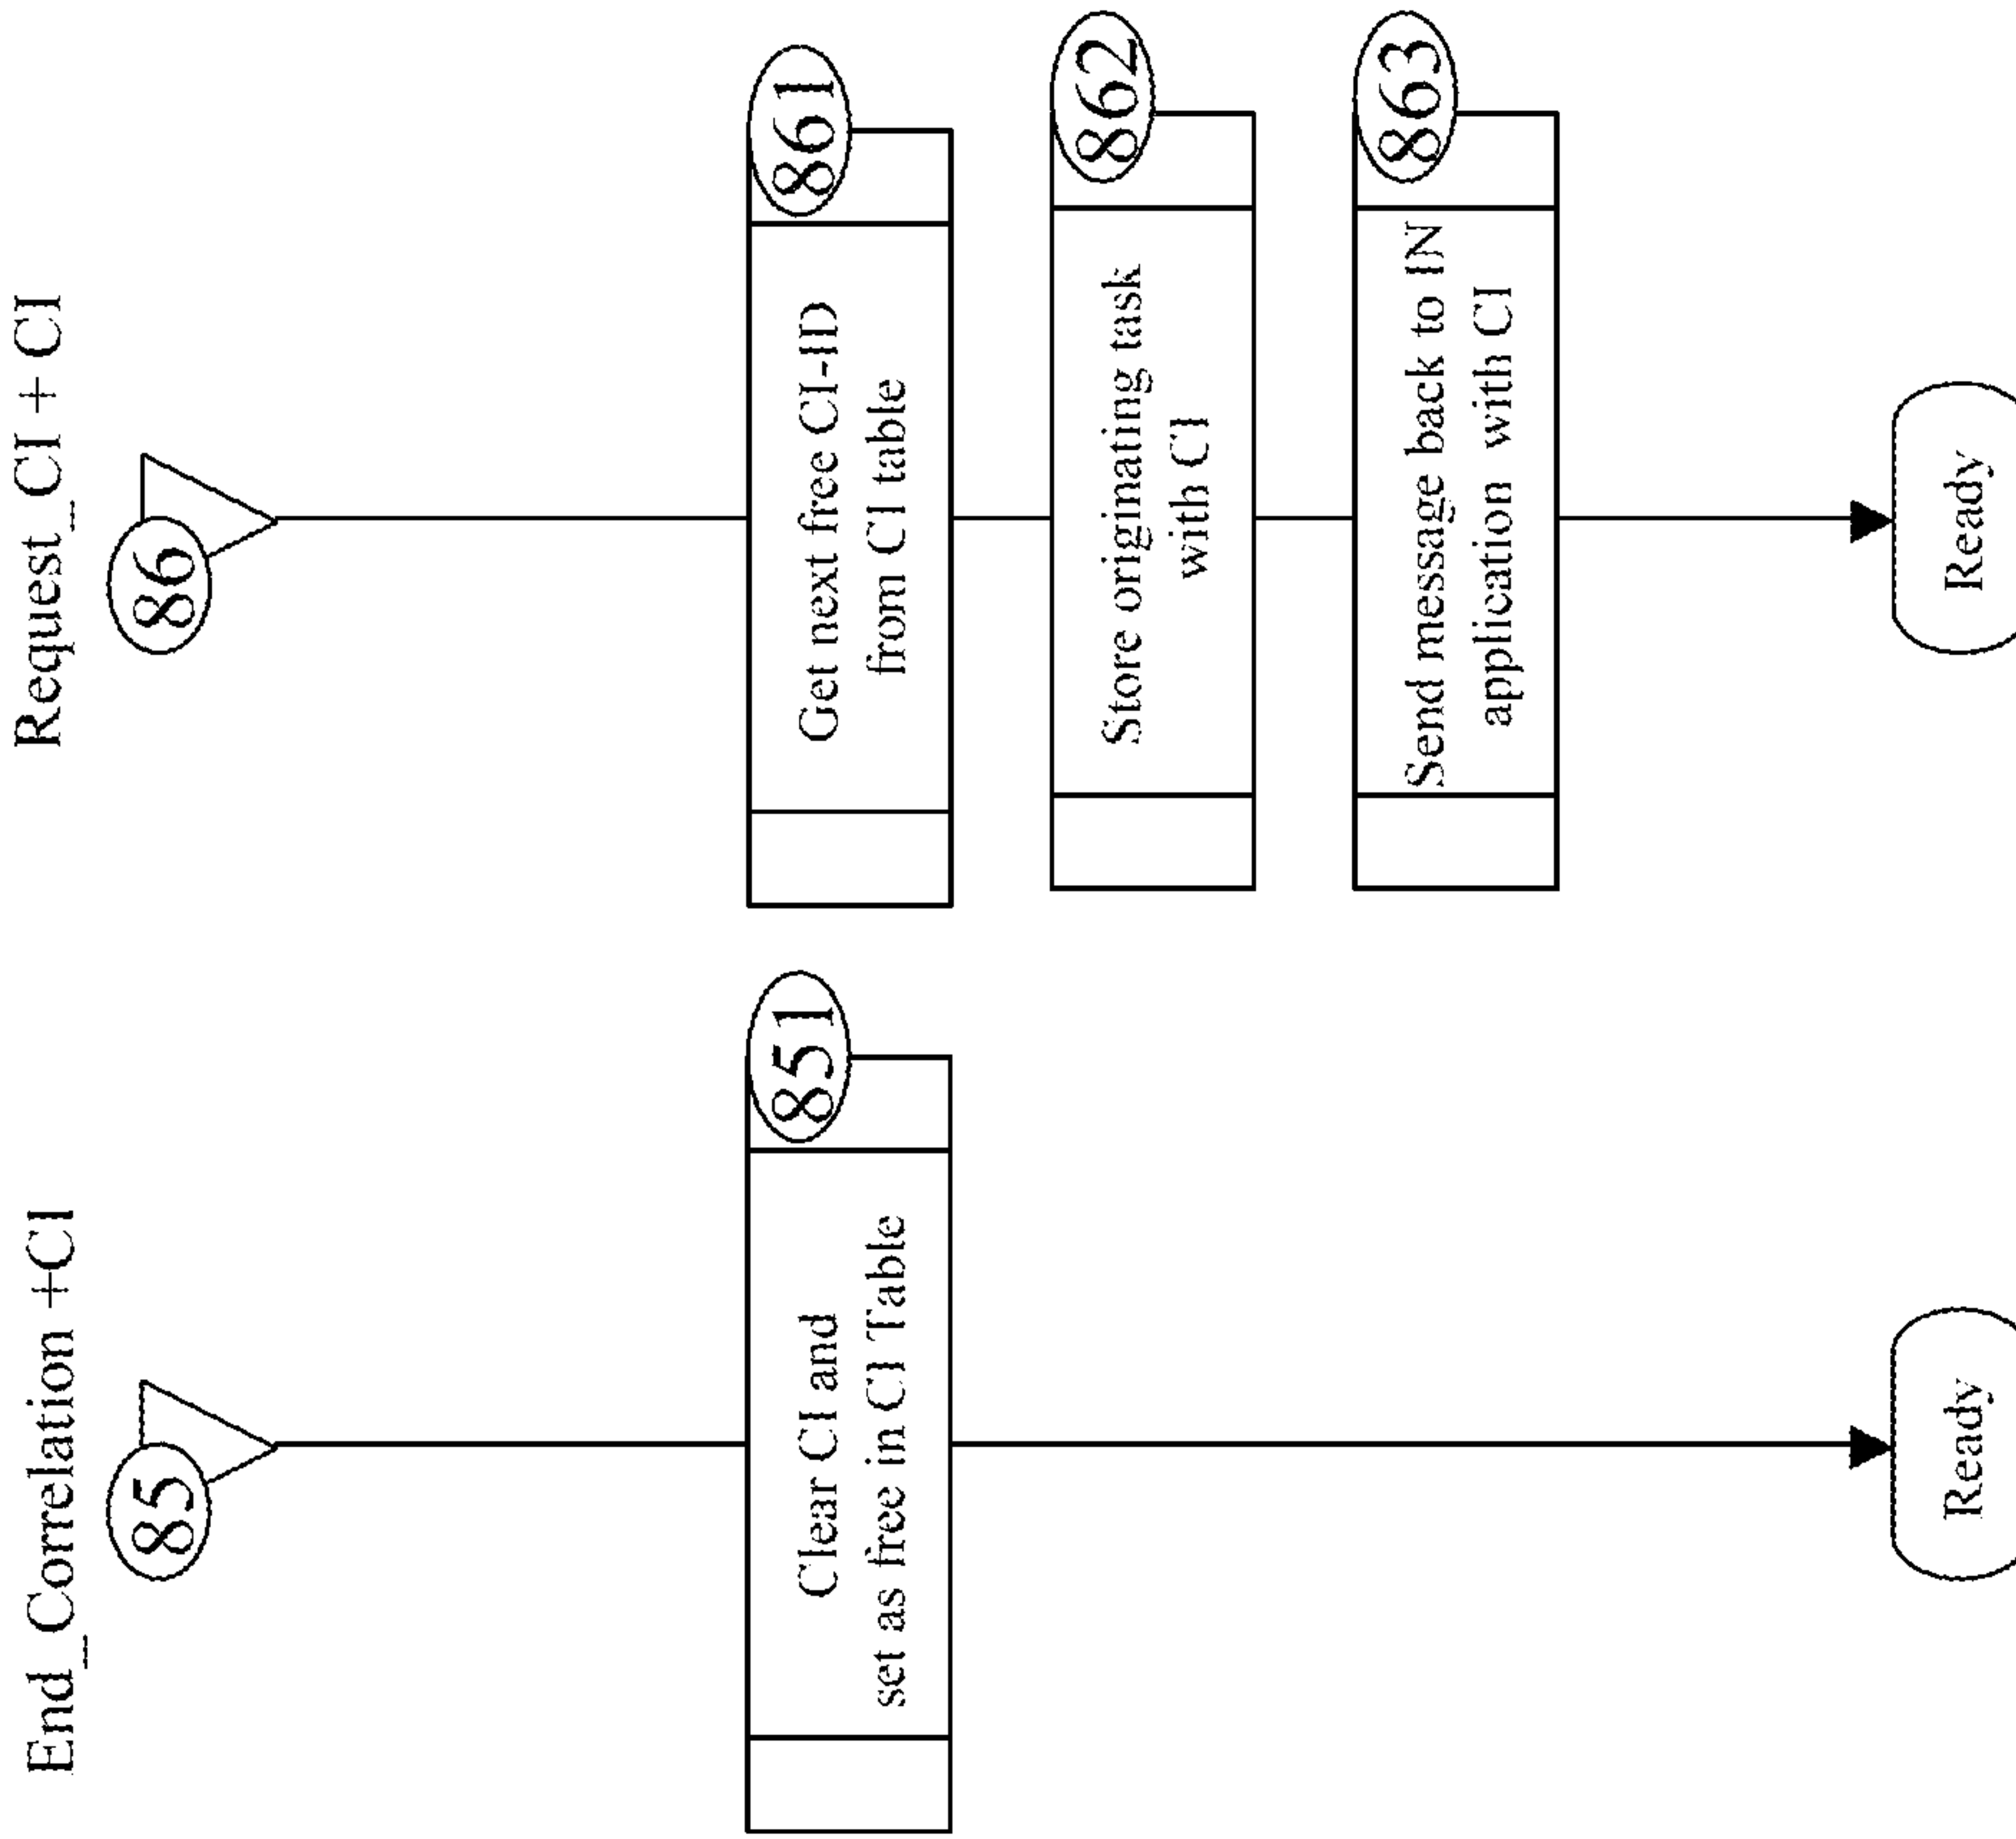 End_Correlation +CI
85
851
Clear CI and
set as free in CI Table
Ready
Request_CI + CI
86
861
Get next free CI-ID
from CI table
862
Store originating task
with CI
863
Send message back to IN
application with CI
Ready